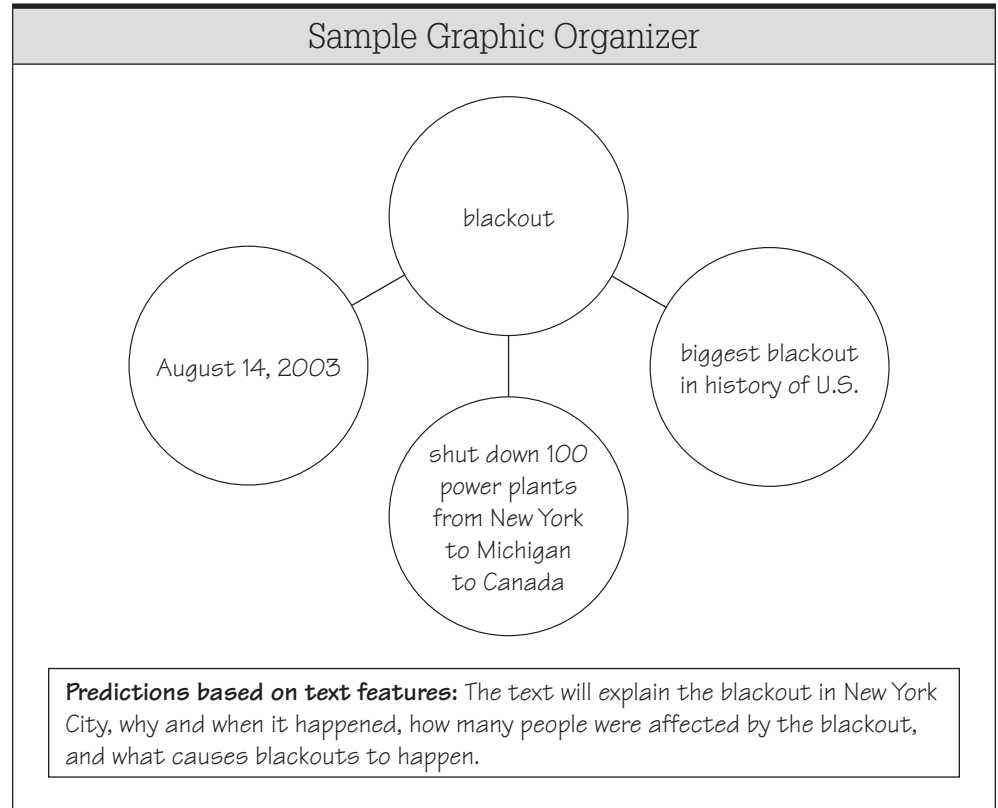 Sample Graphic Organizer
blackout
August 14, 2003
biggest blackout
in history of U.S.
shut down 100
power plants
from New York
to Michigan
to Canada
Predictions based on text features: The text will explain the blackout in New York
City, why and when it happened, how many people were affected by the blackout,
and what causes blackouts to happen.